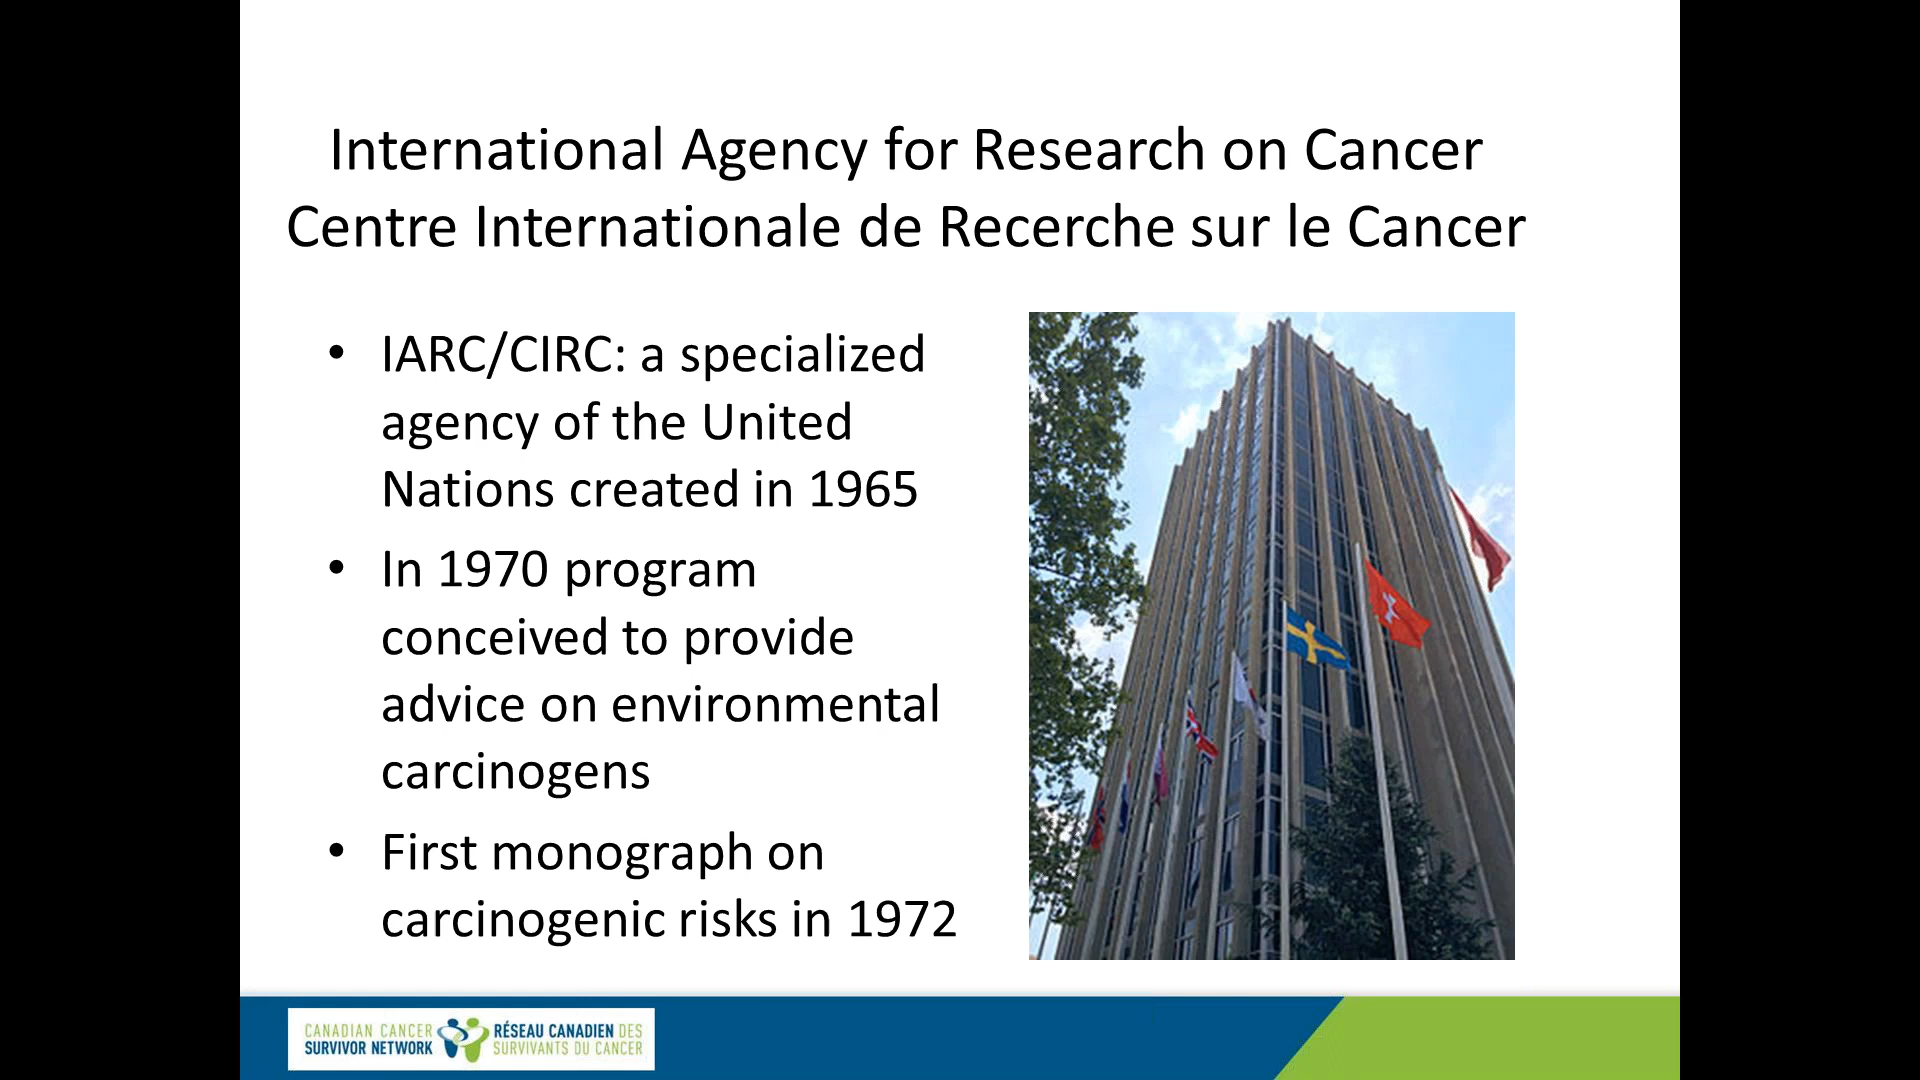 International Agency for Research on Cancer
Centre Internationale de Recerche sur le Cancer
• IARC/CIRC: a specialized
agency of the United
Nations created in 1965
• In 1970 program
conceived to provide
advice on environmental
carcinogens
• First monograph on
carcinogenic risks in 1972
CANADIAN CANCER
SURVIVOR NETWORK
RÉSEAU CANADIEN DES
SURVIVANTS DU CANCER